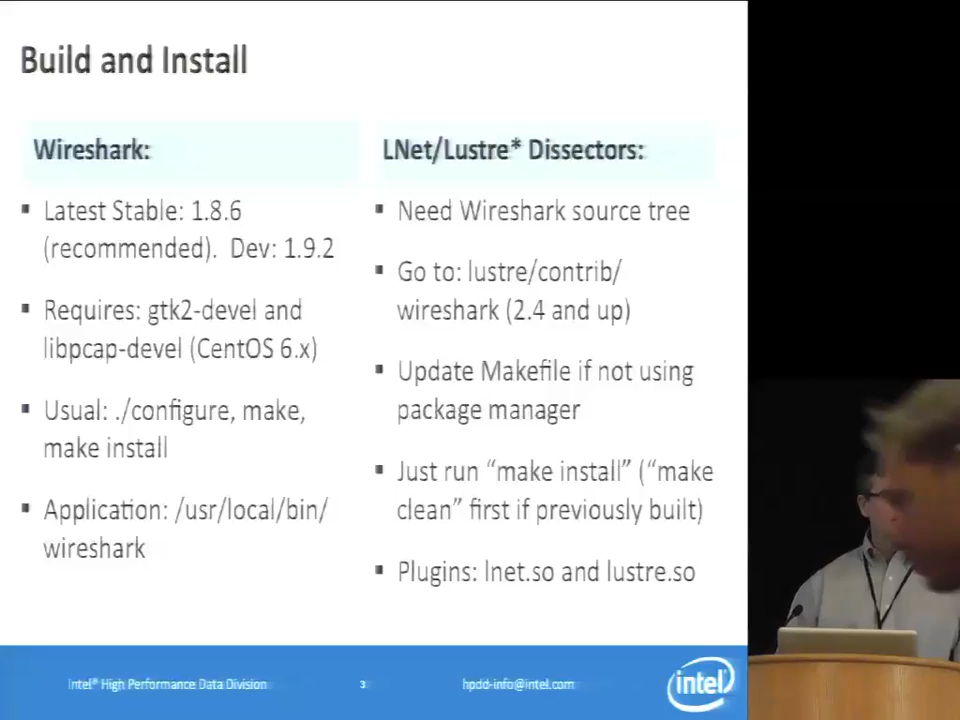 Build and Install
Wireshark:
Latest Stable: 1.8.6
(recommended). Dev: 1.9.2
Requires: gtk2-devel and
libpcap-devel (CentOS 6.x)
Usual: ./configure, make,
make install
Application: /usr/local/bin/
wireshark
LNet/Lustre* Dissectors:
Need Wireshark source tree
Go to: lustre/contrib/
wireshark (2.4 and up)
Update Makefile if not using
package manager
Just run “make install” (“make
clean” first if previously built)
Plugins: lnet.so and lustre.so
Intel® High Performance Data Division
3
hpdd-info@intel.com
intel